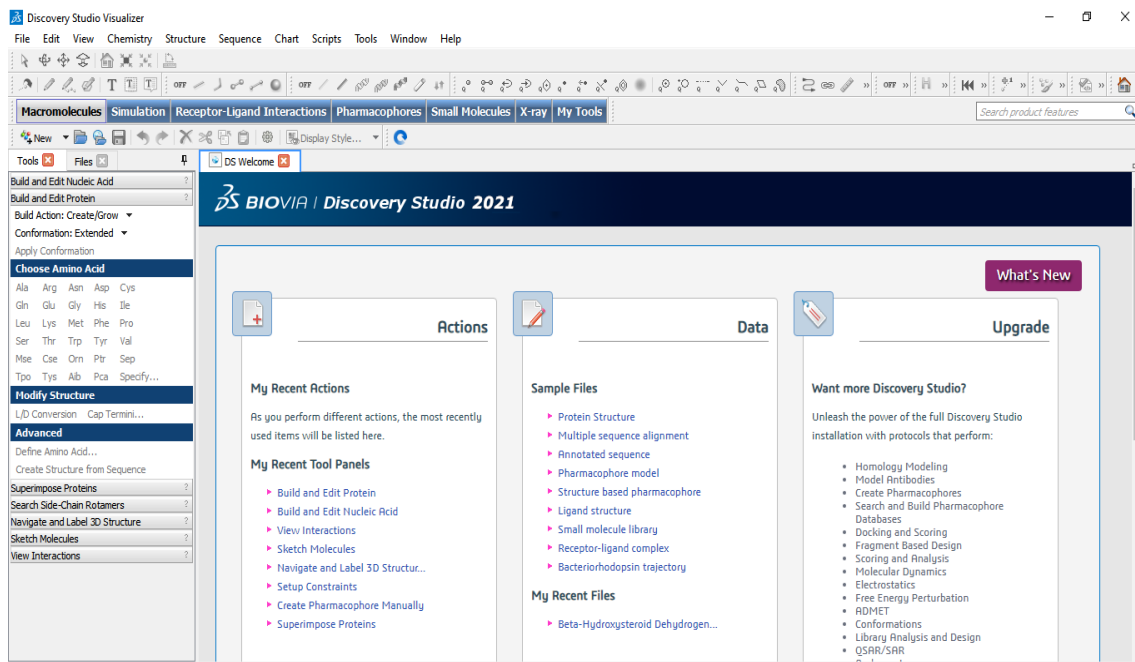 Discovery Studio Visualizer
File Edit View Chemistry Structure Sequence Chart Scripts Tools Window Help
OFF OFF OFF
Macromolecules Simulation Receptor-Ligand Interactions Pharmacophores Small Molecules X-ray My Tools
Search product features
New Display Style...
Tools Files
DS Welcome
Build and Edit Nucleic Acid ?
Build and Edit Protein ?
Build Action: Create/Grow
Conformation: Extended
Apply Conformation
Choose Amino Acid
Ala Arg Asn Asp Cys
Gln Glu Gly His Ile
Leu Lys Met Phe Pro
Ser Thr Trp Tyr Val
Mse Cse Orn Ptr Sep
Tpo Tys Aib Pca Specify...
Modify Structure
L/D Conversion Cap Termini...
Advanced
Define Amino Acid...
Create Structure from Sequence
Superimpose Proteins ?
Search Side-Chain Rotamers ?
Navigate and Label 3D Structure ?
Sketch Molecules ?
View Interactions ?
BIOVIA | Discovery Studio 2021
What's New
Actions
My Recent Actions
As you perform different actions, the most recently
used items will be listed here.
My Recent Tool Panels
Build and Edit Protein
Build and Edit Nucleic Acid
View Interactions
Sketch Molecules
Navigate and Label 3D Structur...
Setup Constraints
Create Pharmacophore Manually
Superimpose Proteins
Data
Sample Files
Protein Structure
Multiple sequence alignment
Annotated sequence
Pharmacophore model
Structure based pharmacophore
Ligand structure
Small molecule library
Receptor-ligand complex
Bacteriorhodopsin trajectory
My Recent Files
Beta-Hydroxysteroid Dehydrogen...
Upgrade
Want more Discovery Studio?
Unleash the power of the full Discovery Studio
installation with protocols that perform:
Homology Modeling
Model Antibodies
Create Pharmacophores
Search and Build Pharmacophore
Databases
Docking and Scoring
Fragment Based Design
Scoring and Analysis
Molecular Dynamics
Electrostatics
Free Energy Perturbation
ADMET
Conformations
Library Analysis and Design
QSAR/SAR